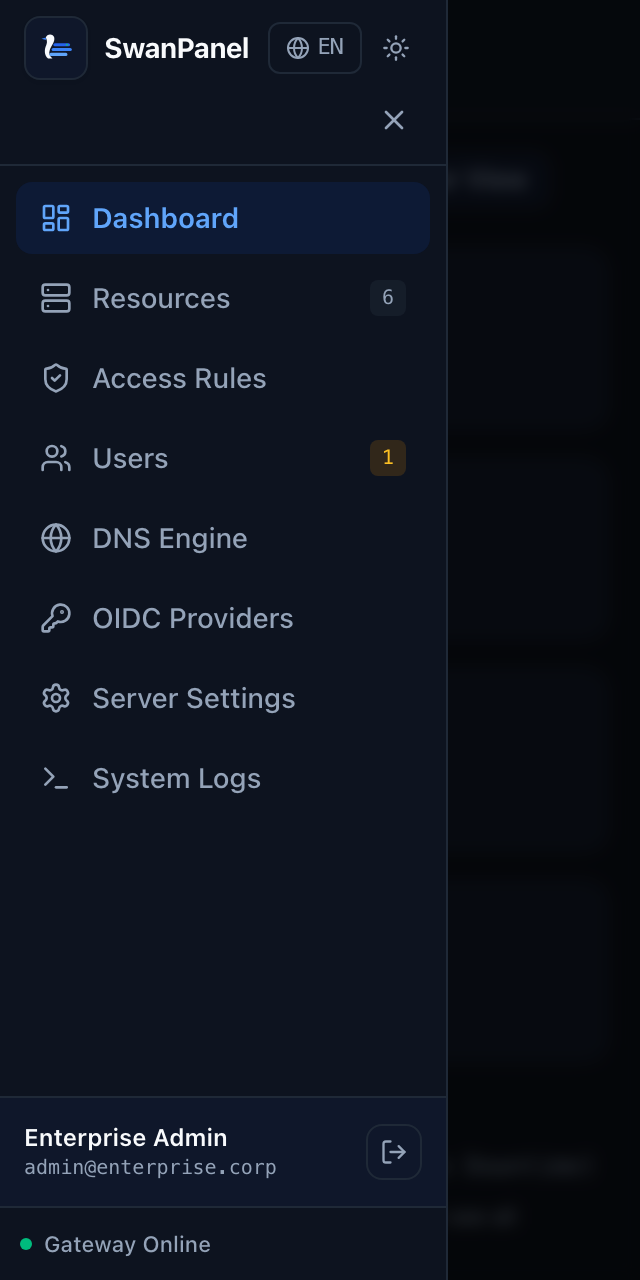 SwanPanel
EN
Dashboard
Resources
6
Access Rules
Users
1
DNS Engine
OIDC Providers
Server Settings
System Logs
Enterprise Admin
admin@enterprise.corp
Gateway Online